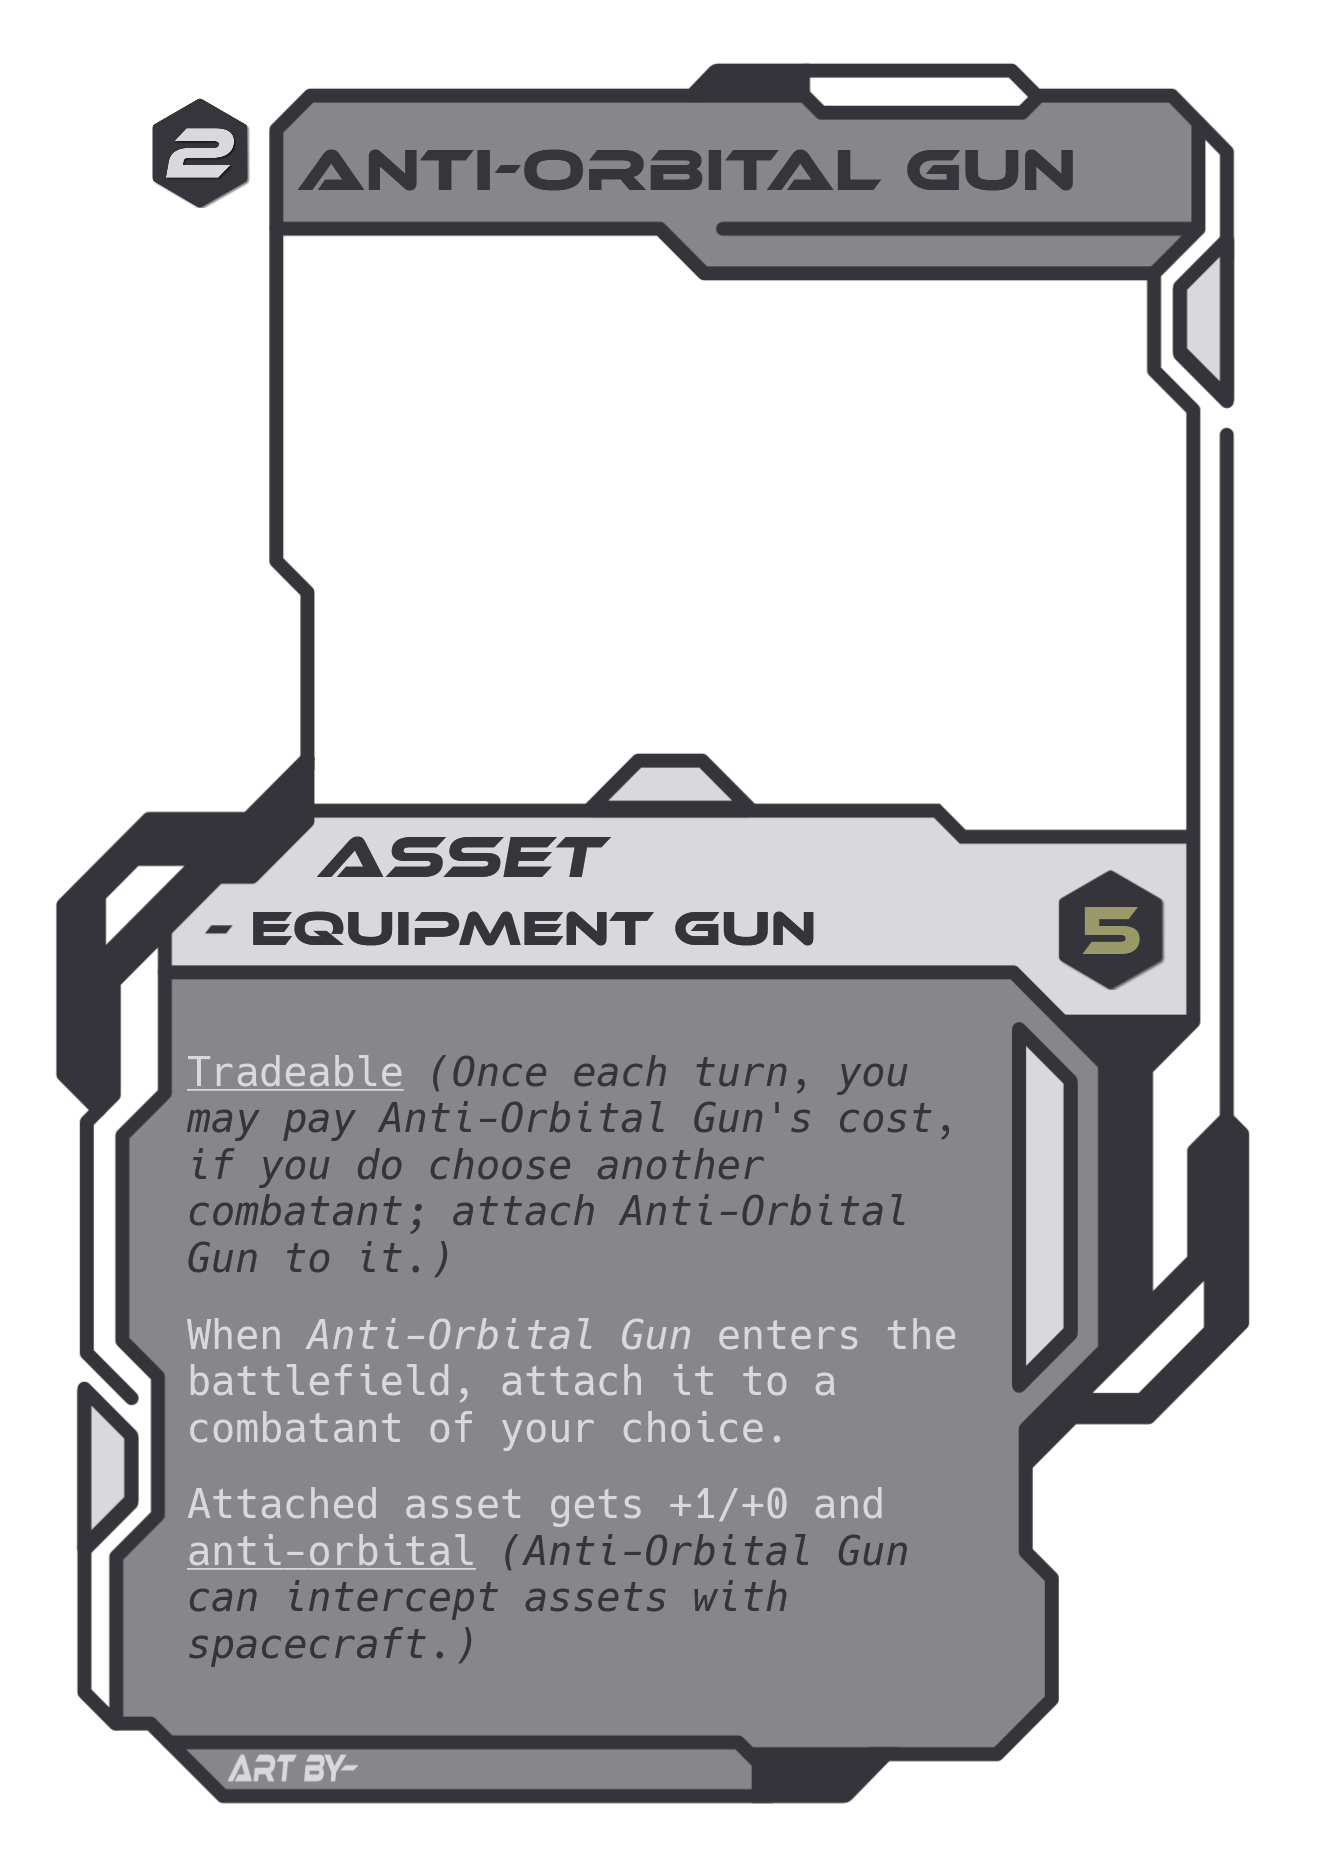 2
ANTI-ORBITAL GUN
ASSET
- EQUIPMENT GUN
5
Tradeable (Once each turn, you
may pay Anti-Orbital Gun's cost,
if you do choose another
combatant; attach Anti-Orbital
Gun to it.)
When Anti-Orbital Gun enters the
battlefield, attach it to a
combatant of your choice.
Attached asset gets +1/+0 and
anti-orbital (Anti-Orbital Gun
can intercept assets with
spacecraft.)
ART BY-